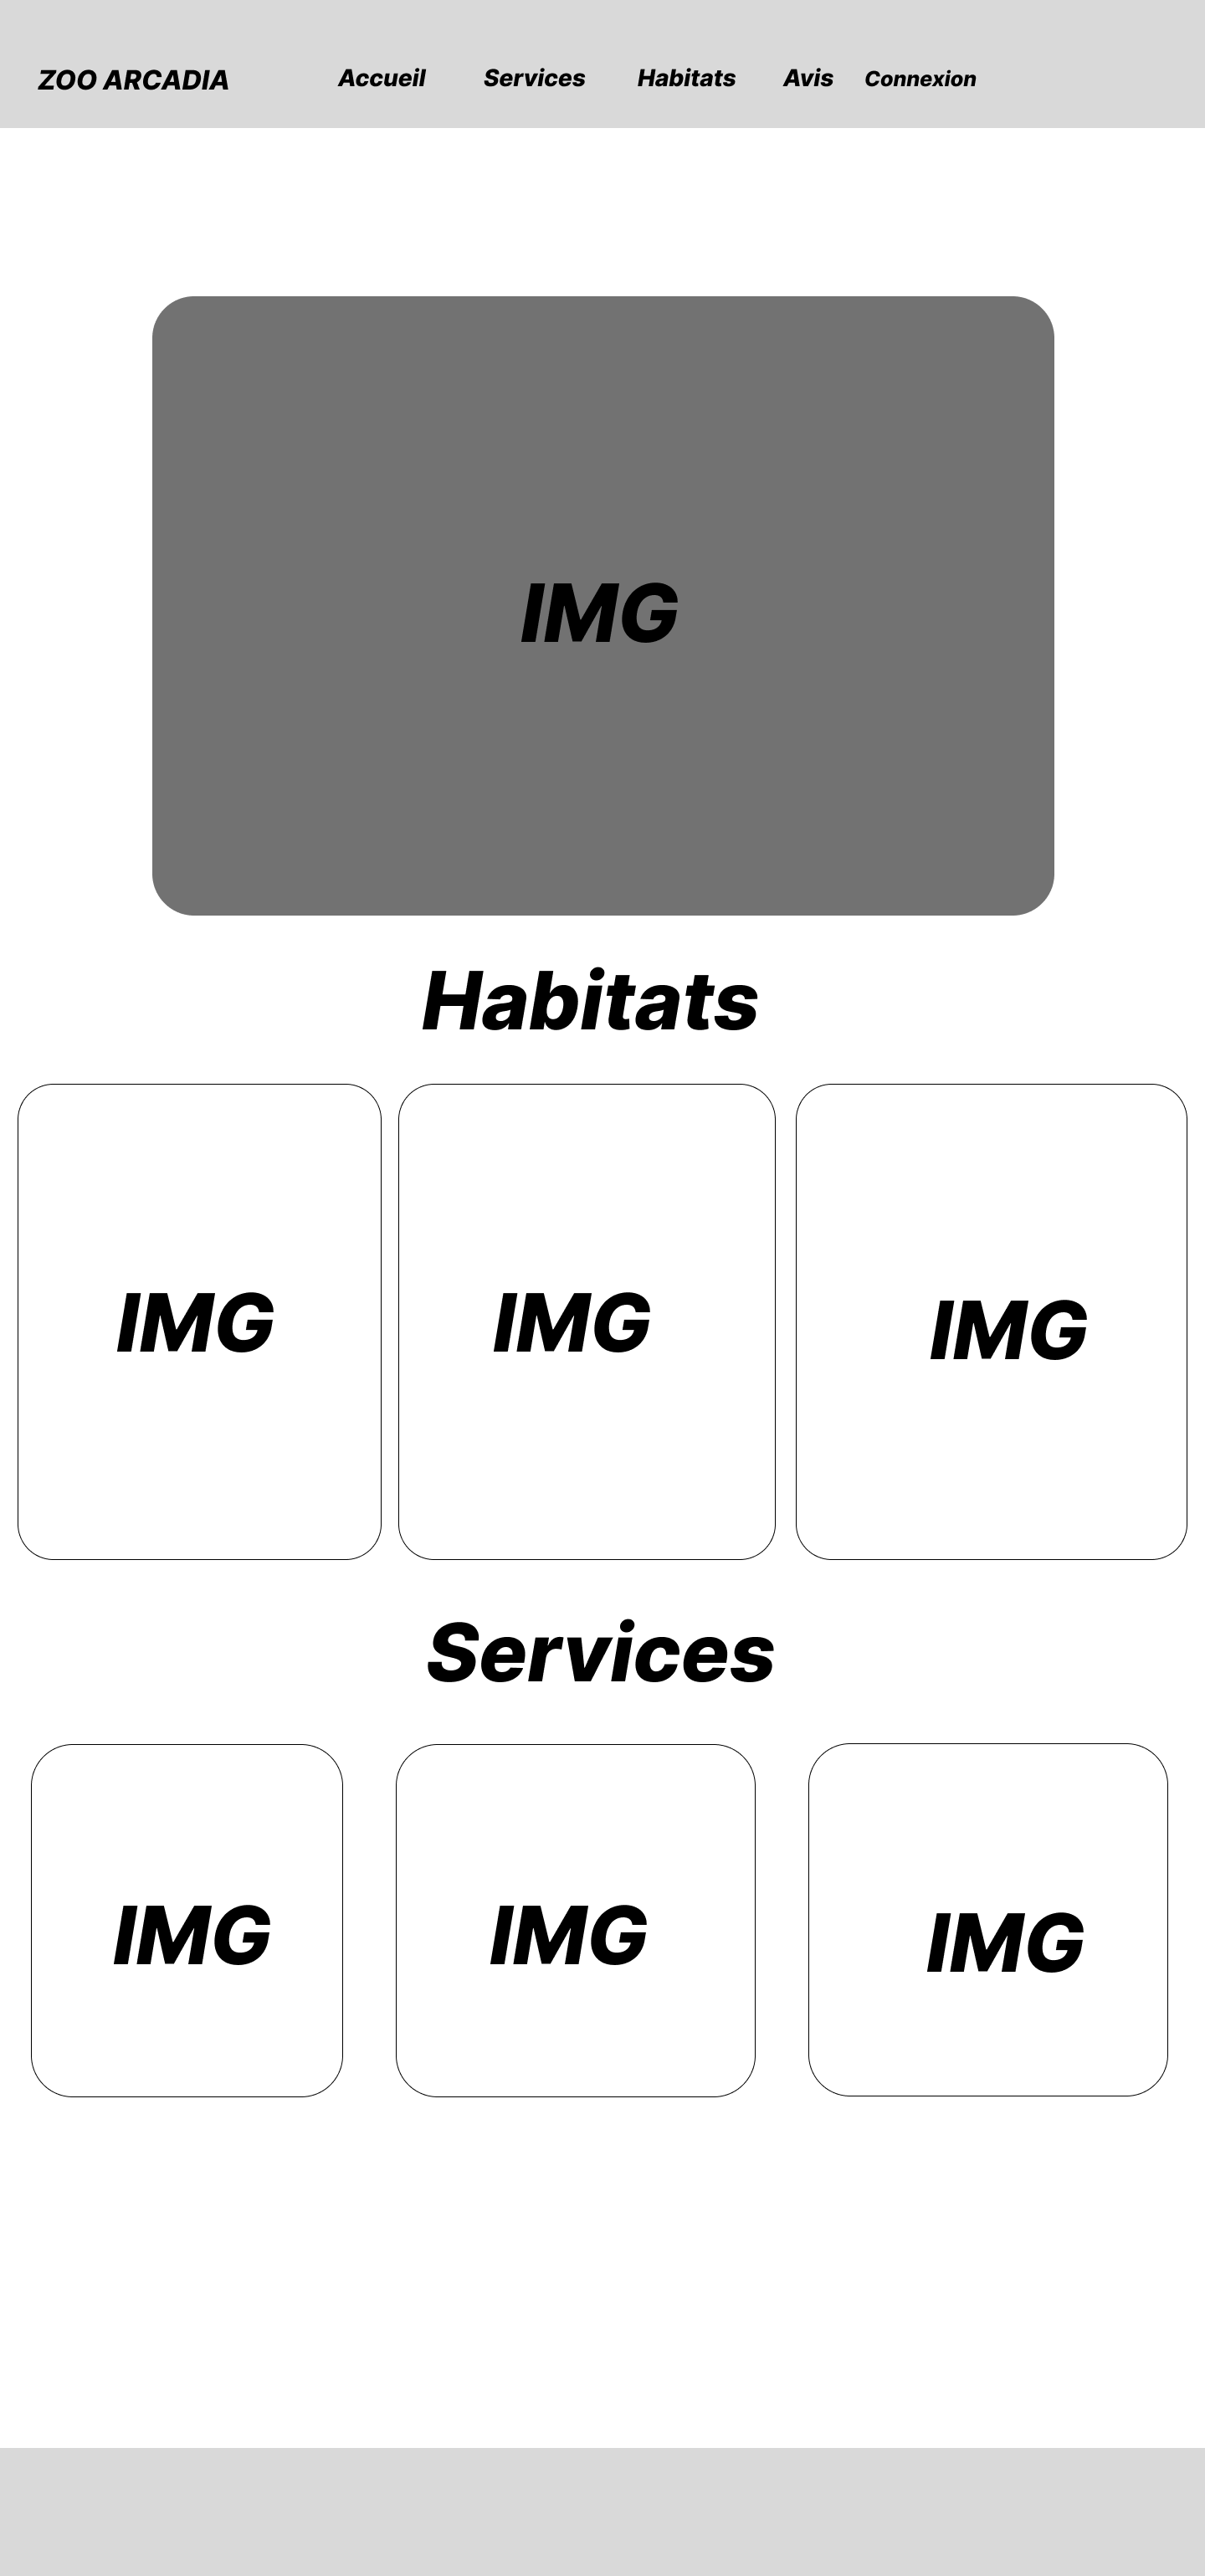 ZOO ARCADIA Accueil Services Habitats Avis Connexion
IMG
Habitats
IMG IMG IMG
Services
IMG IMG IMG